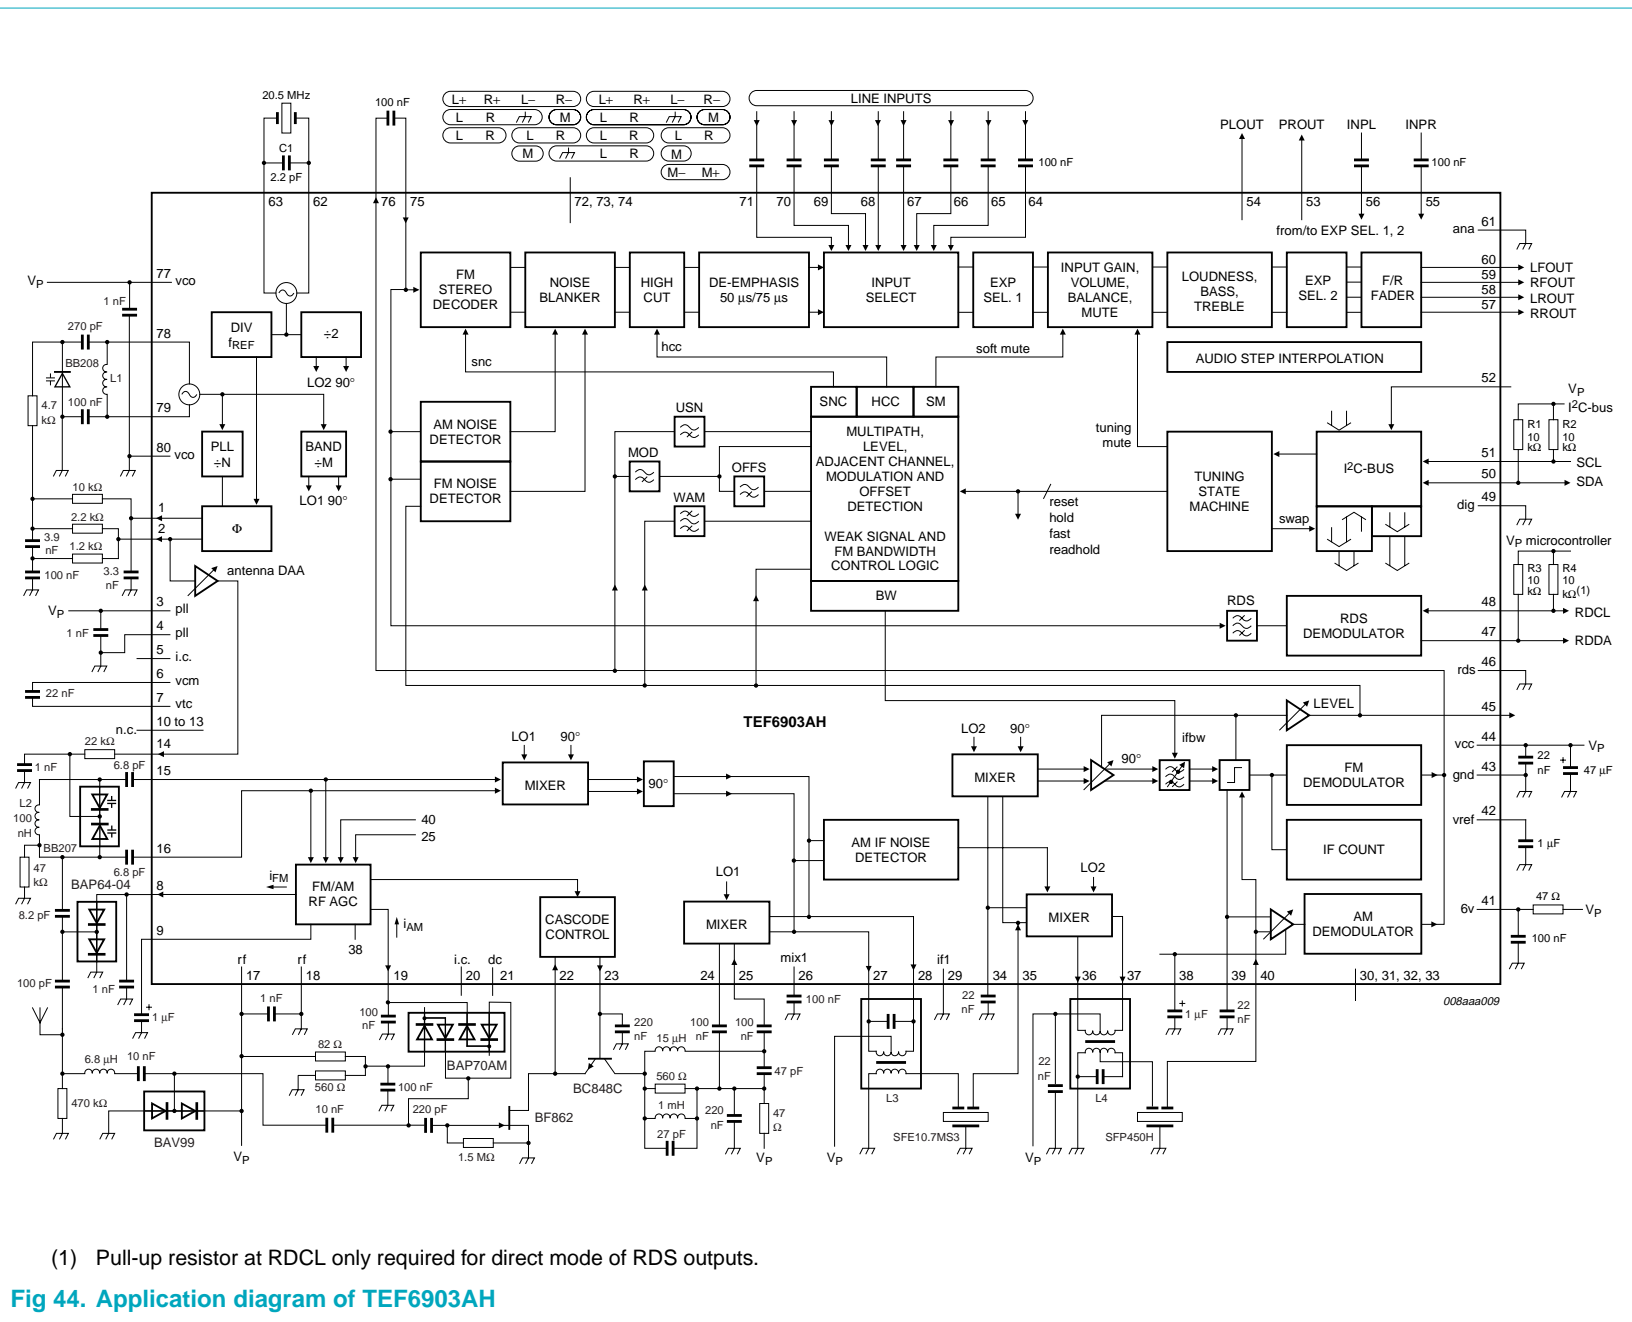 20.5 MHz
C1
2.2 pF
100 nF
L+ R+ L− R− L+ R+ L− R−
L R M L R M
L R L R L R L R
M L R M
M− M+
LINE INPUTS
100 nF
PLOUT PROUT INPL INPR
100 nF
63 62 76 75 72, 73, 74 71 70 69 68 67 66 65 64 54 53 56 55
from/to EXP SEL. 1, 2
ana 61
VP
77
vco
1 nF
FM
STEREO
DECODER
NOISE
BLANKER
HIGH
CUT
DE-EMPHASIS
50 μs/75 μs
INPUT
SELECT
EXP
SEL. 1
INPUT GAIN,
VOLUME,
BALANCE,
MUTE
LOUDNESS,
BASS,
TREBLE
EXP
SEL. 2
F/R
FADER
60 LFOUT
59 RFOUT
58 LROUT
57 RROUT
270 pF
78
DIV
fREF
÷2
LO2 90°
BB208
L1
4.7
kΩ
100 nF
79
snc
hcc
soft mute
AUDIO STEP INTERPOLATION
52
VP
I²C-bus
R1
10
kΩ
R2
10
kΩ
80
vco
PLL
÷N
BAND
÷M
LO1 90°
AM NOISE
DETECTOR
FM NOISE
DETECTOR
USN
MOD
OFFS
WAM
SNC HCC SM
MULTIPATH,
LEVEL,
ADJACENT CHANNEL,
MODULATION AND
OFFSET
DETECTION
WEAK SIGNAL AND
FM BANDWIDTH
CONTROL LOGIC
BW
tuning
mute
reset
hold
fast
readhold
TUNING
STATE
MACHINE
swap
I²C-BUS
51 SCL
50 SDA
dig 49
VP microcontroller
R3
10
kΩ
R4
10
kΩ(1)
10 kΩ
1
2.2 kΩ
2
Φ
3.9
nF
1.2 kΩ
100 nF
3.3
nF
antenna DAA
VP
3
pll
1 nF
4
pll
5
i.c.
6
vcm
22 nF
7
vtc
10 to 13
n.c.
RDS
RDS
DEMODULATOR
48 RDCL
47 RDDA
rds 46
TEF6903AH
LEVEL
45
22 kΩ
14
1 nF
6.8 pF
15
L2
100
nH
BB207
16
6.8 pF
LO1 90°
MIXER
90°
LO2 90°
MIXER
90°
ifbw
FM
DEMODULATOR
IF COUNT
vcc 44 VP
gnd 43
22
nF
47 μF
vref 42
1 μF
40
25
47
kΩ
BAP64-04
8
iFM
FM/AM
RF AGC
8.2 pF
9
38
iAM
CASCODE
CONTROL
LO1
MIXER
AM IF NOISE
DETECTOR
LO2
MIXER
AM
DEMODULATOR
6v 41
47 Ω
VP
100 nF
100 pF
1 nF
1 μF
rf rf i.c. dc mix1 if1
17 18 19 20 21 22 23 24 25 26 27 28 29 34 35 36 37 38 39 40 30, 31, 32, 33
008aaa009
1 nF
100
nF
BAP70AM
220
nF
100
nF
100
nF
100 nF
22
nF
1 μF
22
nF
6.8 μH
10 nF
82 Ω
560 Ω
100 nF
15 μH
47 pF
BC848C
560 Ω
1 mH
27 pF
220
nF
47
Ω
VP
470 kΩ
BAV99
VP
10 nF
220 pF
BF862
1.5 MΩ
VP
L3
SFE10.7MS3
22
nF
VP
L4
SFP450H
(1) Pull-up resistor at RDCL only required for direct mode of RDS outputs.
Fig 44. Application diagram of TEF6903AH